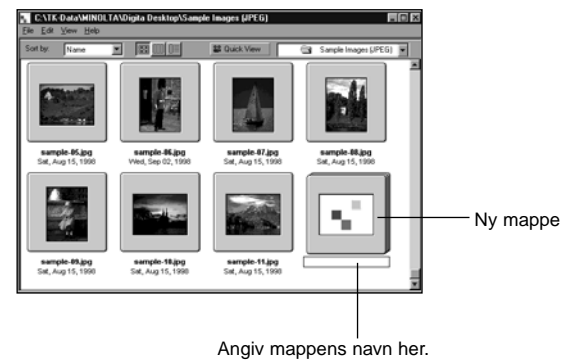 C:\TK-Data\MINOLTA\Digita Desktop\Sample Images (JPEG)
File Edit View Help
Sort by: Name Quick View Sample Images (JPEG)
sample-05.jpg sample-06.jpg sample-07.jpg sample-08.jpg
Sat, Aug 15, 1998 Wed, Sep 02, 1998 Sat, Aug 15, 1998 Sat, Aug 15, 1998
Ny mappe
sample-09.jpg sample-10.jpg sample-11.jpg
Sat, Aug 15, 1998 Sat, Aug 15, 1998 Sat, Aug 15, 1998
Angiv mappens navn her.